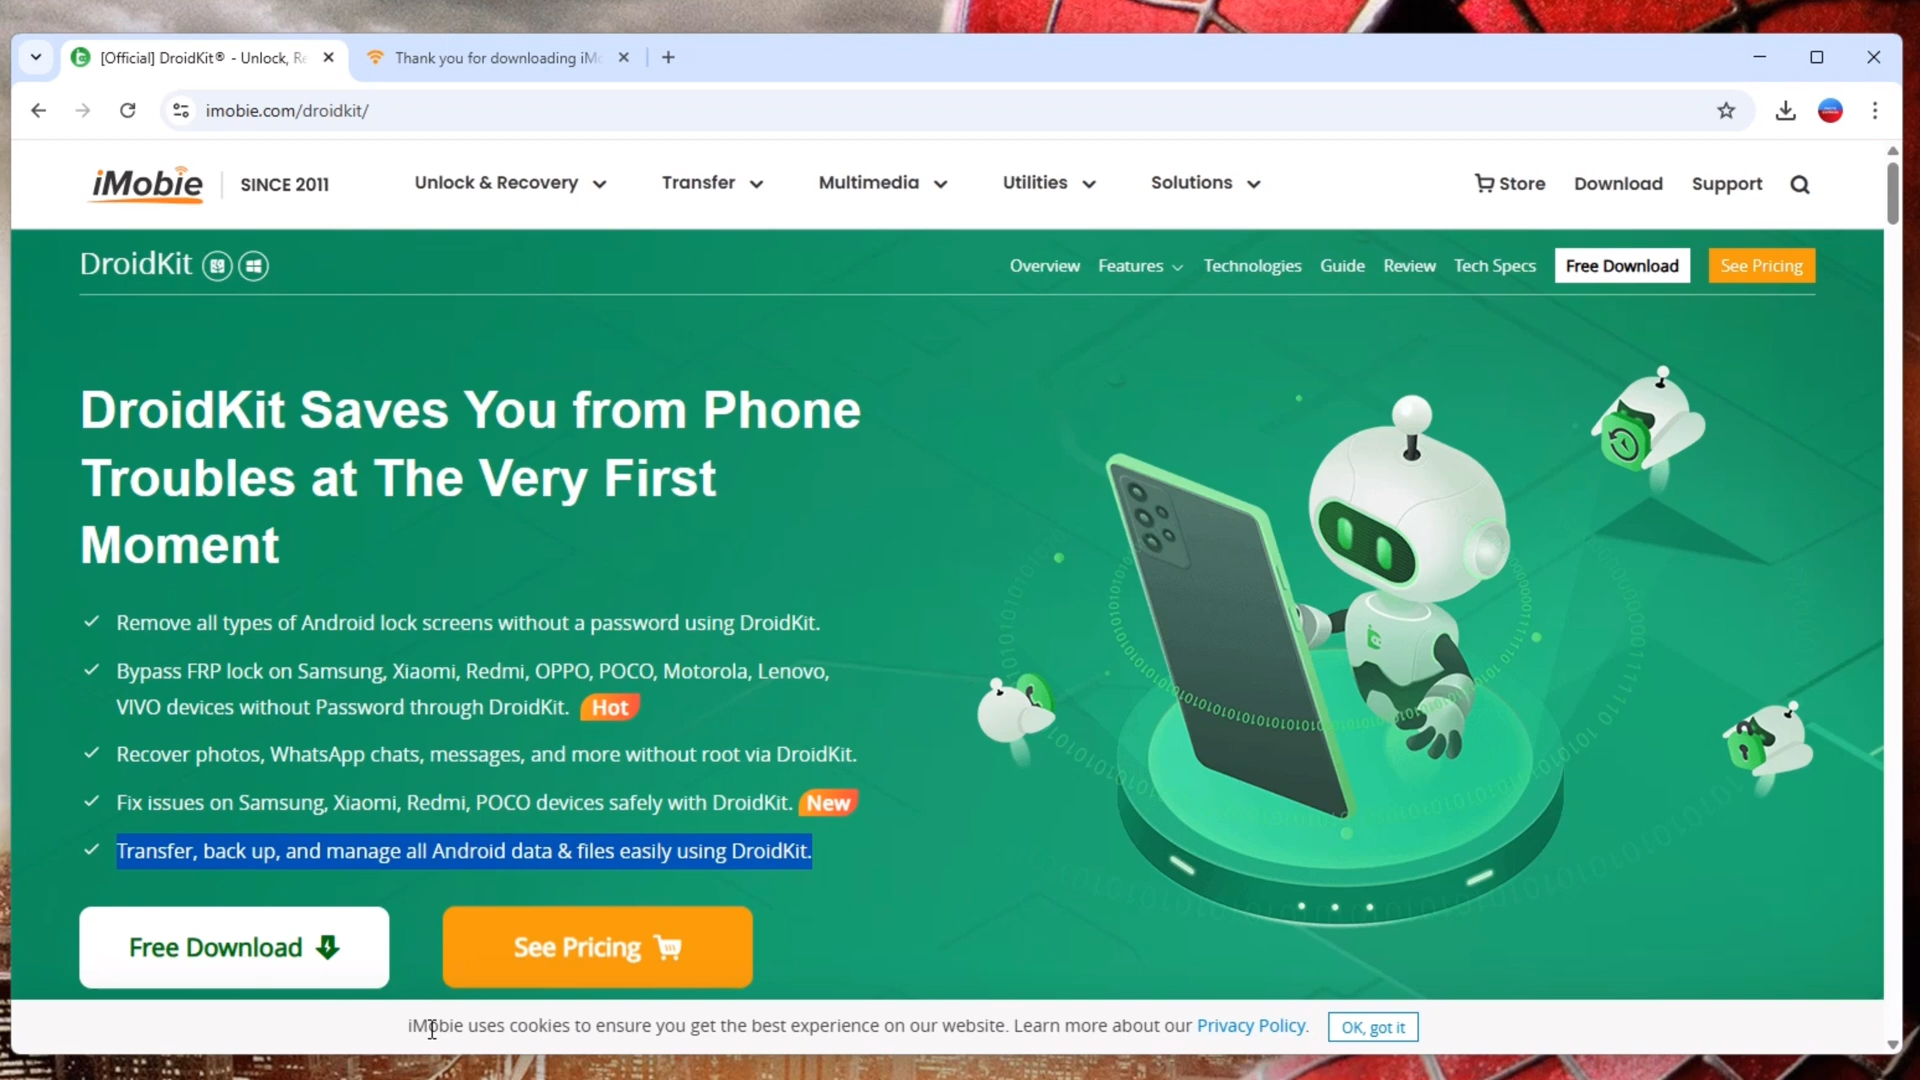 [Official] DroidKit® - Unlock, Re
Thank you for downloading iMo
imobie.com/droidkit/
iMobie
SINCE 2011
Unlock & Recovery
Transfer
Multimedia
Utilities
Solutions
Store
Download
Support
DroidKit
Overview
Features
Technologies
Guide
Review
Tech Specs
Free Download
See Pricing
DroidKit Saves You from Phone
Troubles at The Very First
Moment
Remove all types of Android lock screens without a password using DroidKit.
Bypass FRP lock on Samsung, Xiaomi, Redmi, OPPO, POCO, Motorola, Lenovo,
VIVO devices without Password through DroidKit. Hot
Recover photos, WhatsApp chats, messages, and more without root via DroidKit.
Fix issues on Samsung, Xiaomi, Redmi, POCO devices safely with DroidKit. New
Transfer, back up, and manage all Android data & files easily using DroidKit.
Free Download
See Pricing
iMobie uses cookies to ensure you get the best experience on our website. Learn more about our Privacy Policy.
OK, got it